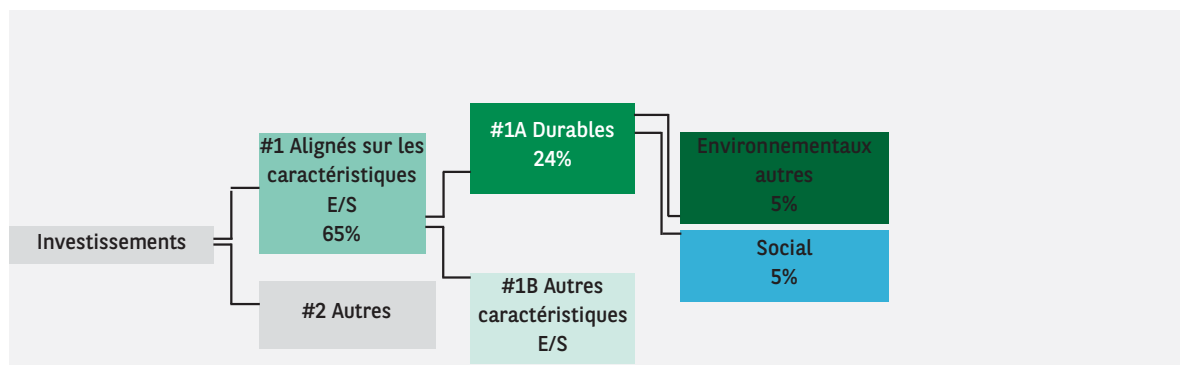 Investissements
#1 Alignés sur les
caractéristiques
E/S
65%
#2 Autres
#1A Durables
24%
#1B Autres
caractéristiques
E/S
Environnementaux
autres
5%
Social
5%